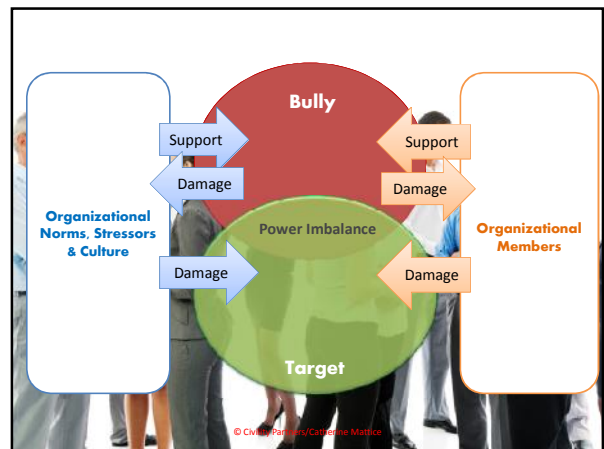 Bully
Support
Damage
Support
Damage
Organizational
Norms, Stressors
& Culture
Power Imbalance
Organizational
Members
Damage
Damage
Target
© Civility Partners/Catherine Mattice